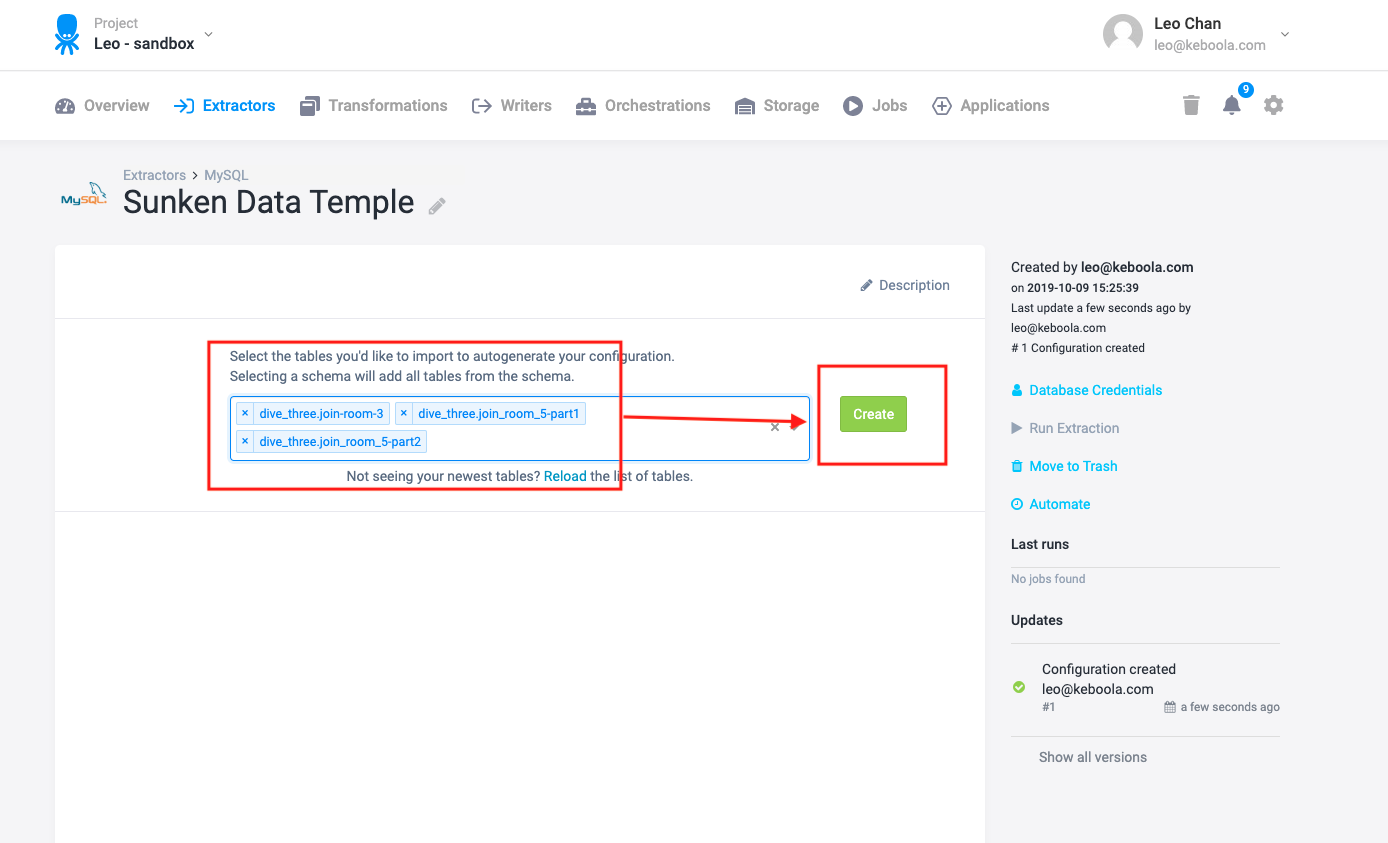 Project
Leo - sandbox
Leo Chan
leo@keboola.com
Overview
Extractors
Transformations
Writers
Orchestrations
Storage
Jobs
Applications
9
Extractors > MySQL
MySQL.
Sunken Data Temple
Description
Select the tables you'd like to import to autogenerate your configuration.
Selecting a schema will add all tables from the schema.
× dive_three.join-room-3 × dive_three.join_room_5-part1
× dive_three.join_room_5-part2
×
Create
Not seeing your newest tables? Reload the list of tables.
Created by leo@keboola.com
on 2019-10-09 15:25:39
Last update a few seconds ago by
leo@keboola.com
# 1 Configuration created
Database Credentials
Run Extraction
Move to Trash
Automate
Last runs
No jobs found
Updates
Configuration created
leo@keboola.com
#1 a few seconds ago
Show all versions